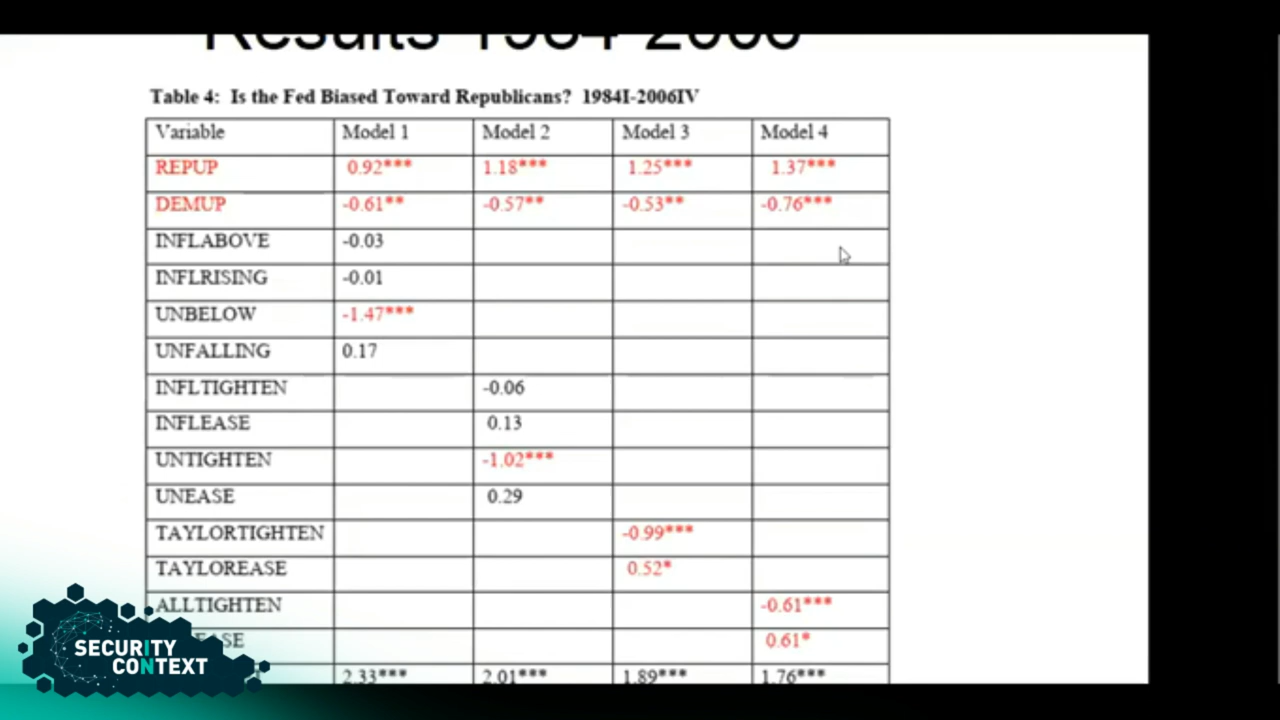 Results 1984-2006
Table 4: Is the Fed Biased Toward Republicans? 1984I-2006IV
Variable Model 1 Model 2 Model 3 Model 4
REPUP 0.92*** 1.18*** 1.25*** 1.37***
DEMUP -0.61** -0.57** -0.53** -0.76***
INFLABOVE -0.03
INFLRISING -0.01
UNBELOW -1.47***
UNFALLING 0.17
INFLTIGHTEN -0.06
INFLEASE 0.13
UNTIGHTEN -1.02***
UNEASE 0.29
TAYLORTIGHTEN -0.99***
TAYLOREASE 0.52*
ALLTIGHTEN -0.61***
EASE 0.61*
2.33*** 2.01*** 1.89*** 1.76***
SECURITY
CONTEXT